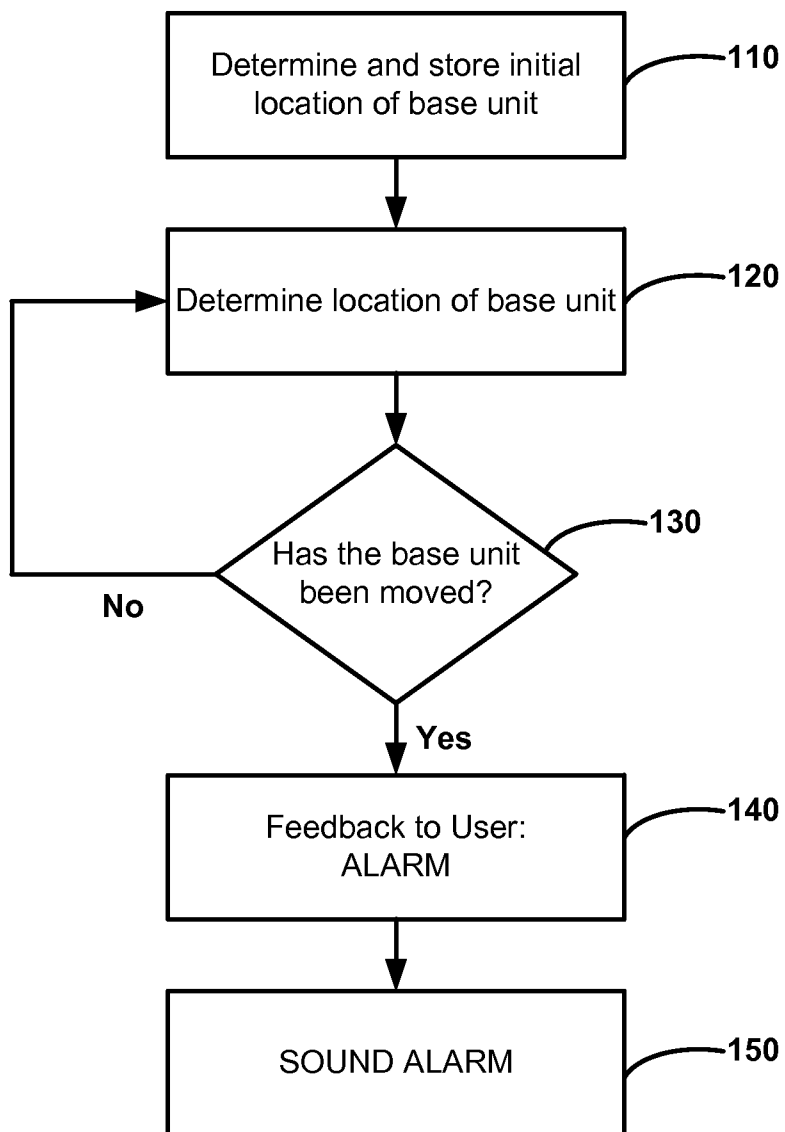 Determine and store initial
location of base unit
110
Determine location of base unit
120
Has the base unit
been moved?
130
No
Yes
Feedback to User:
ALARM
140
SOUND ALARM
150